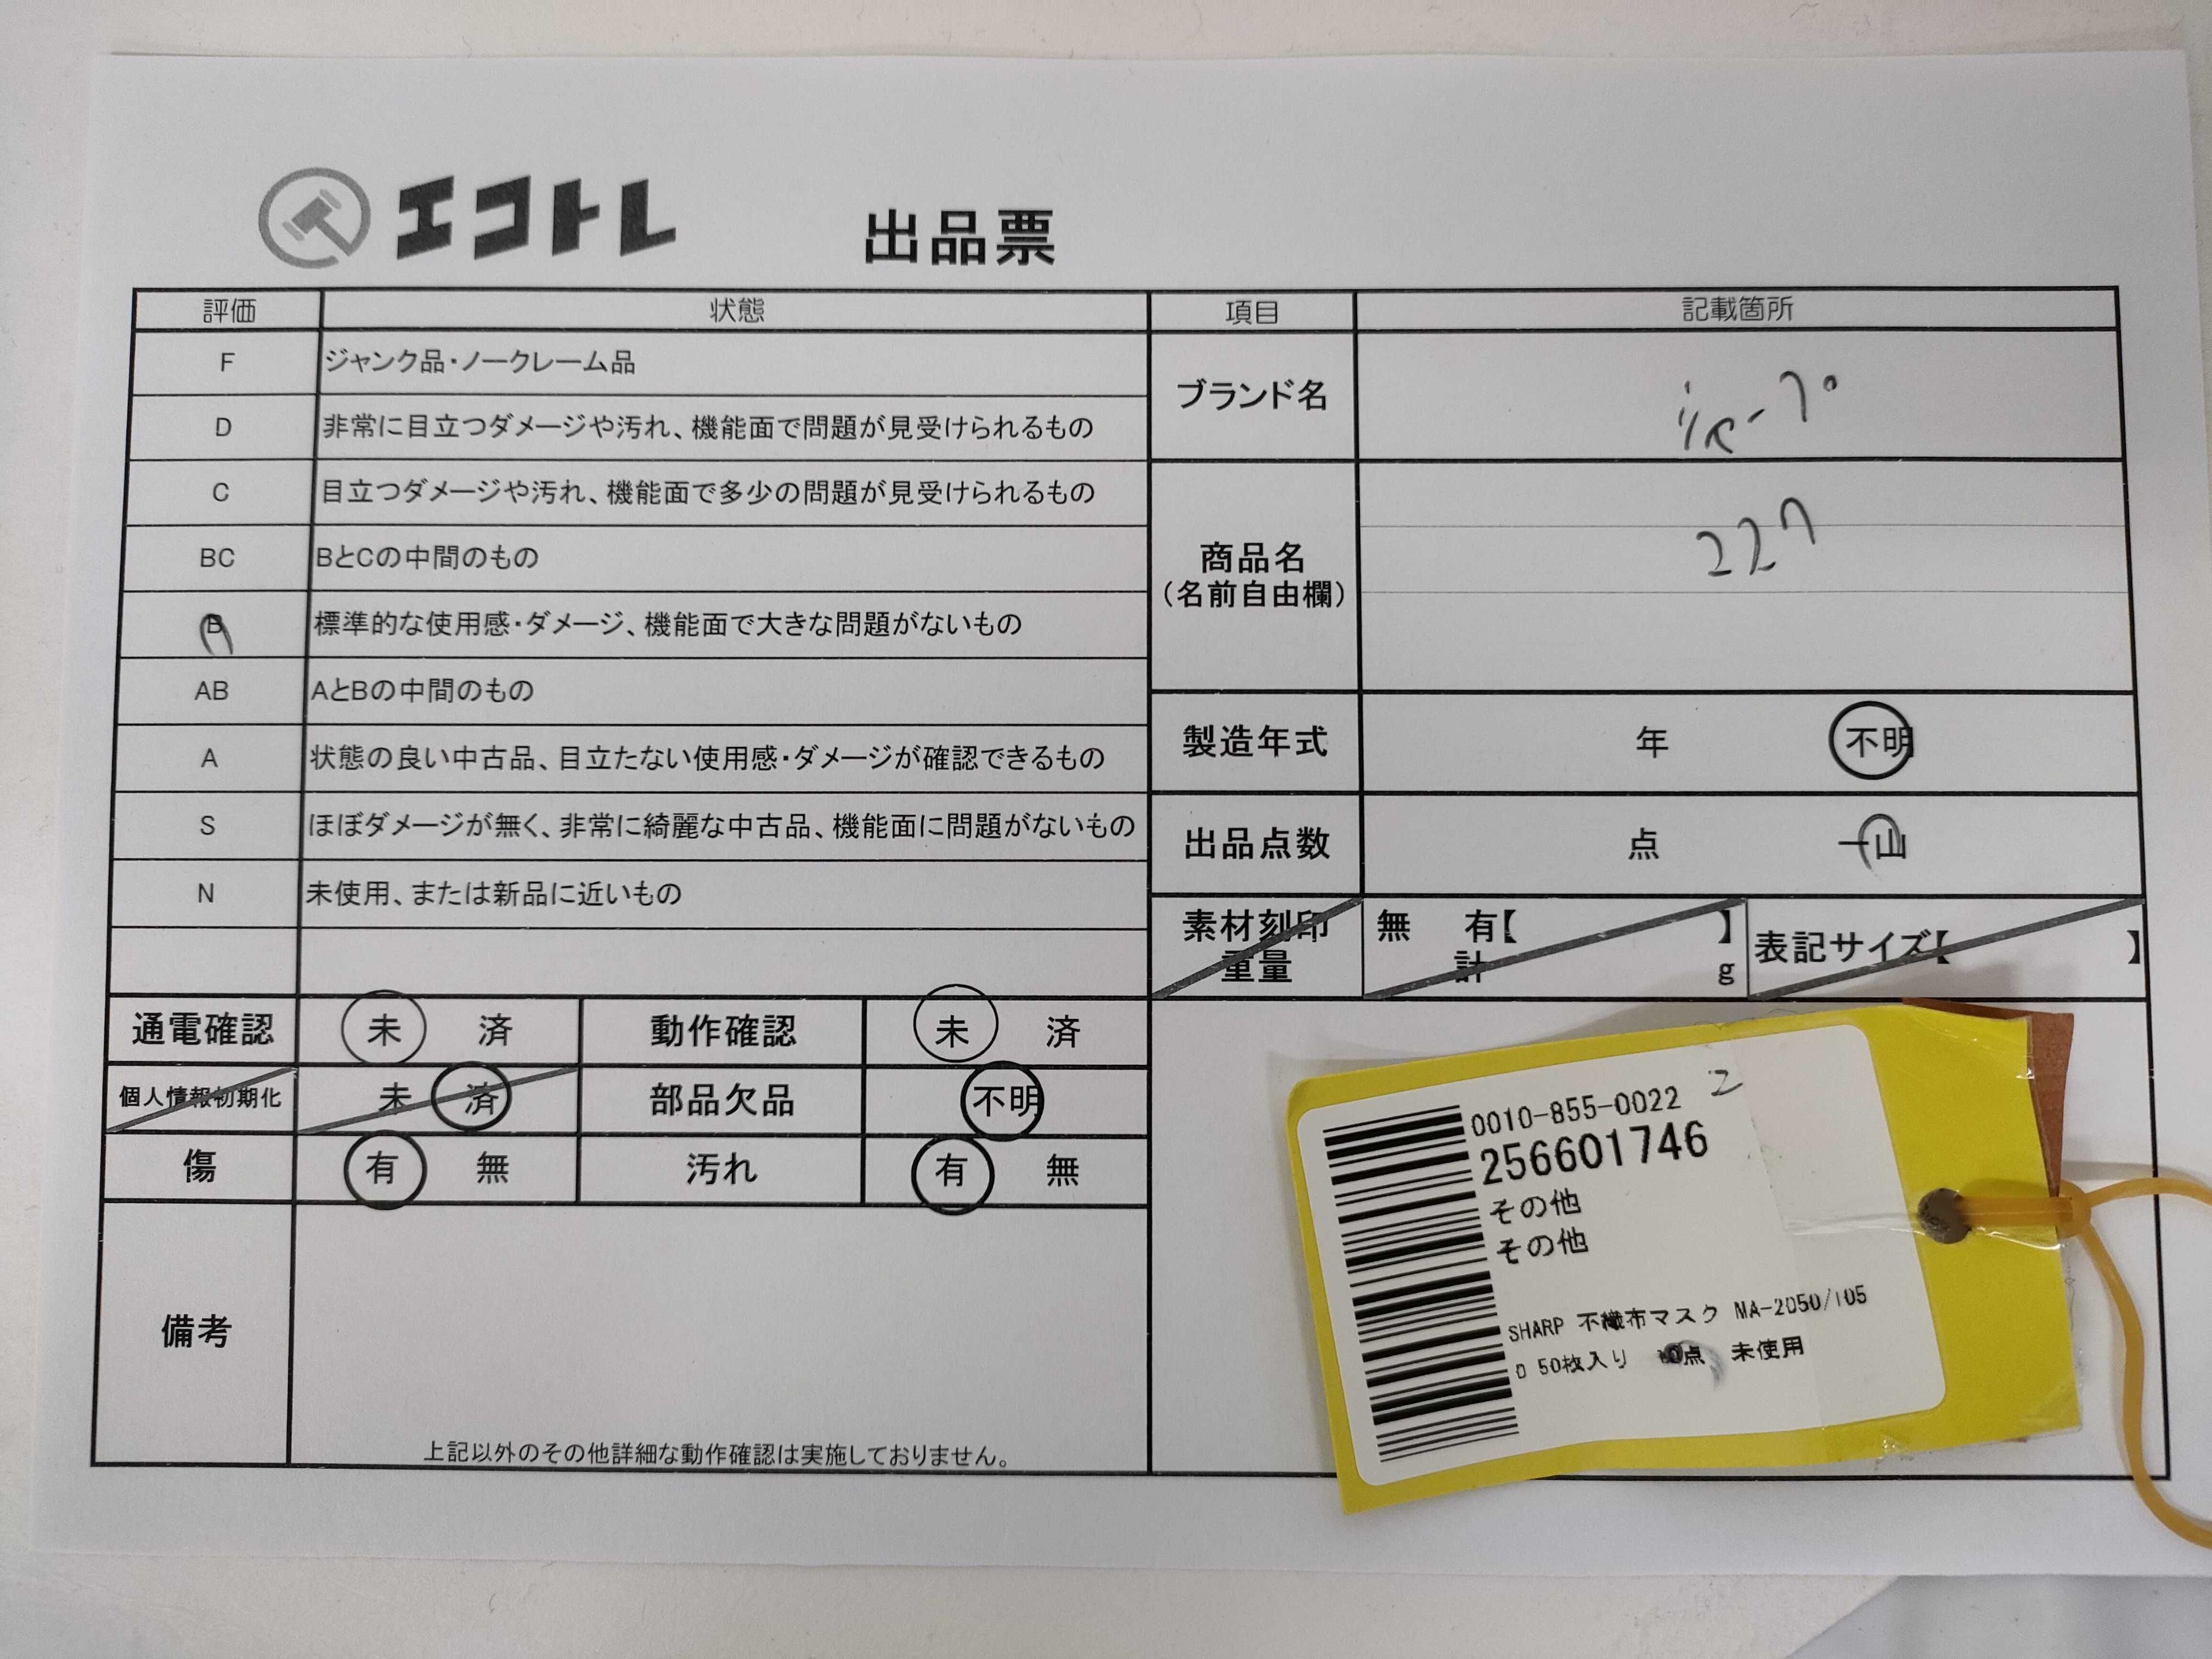 エコトレ
出品票
評価 状態
F ジャンク品・ノークレーム品
D 非常に目立つダメージや汚れ、機能面で問題が見受けられるもの
C 目立つダメージや汚れ、機能面で多少の問題が見受けられるもの
BC BとCの中間のもの
B 標準的な使用感・ダメージ、機能面で大きな問題がないもの
AB AとBの中間のもの
A 状態の良い中古品、目立たない使用感・ダメージが確認できるもの
S ほぼダメージが無く、非常に綺麗な中古品、機能面に問題がないもの
N 未使用、または新品に近いもの
通電確認 未 済 動作確認 未 済
個人情報初期化 未 済 部品欠品 不明
傷 有 無 汚れ 有 無
備考
上記以外のその他詳細な動作確認は実施しておりません。
項目 記載箇所
ブランド名 シャープ
商品名
(名前自由欄)
マスク
製造年式 年 不明
出品点数 点 一山
素材刻印 無 有【 】
重量 計 g
表記サイズ【 】
0010-855-0022 2
256601746
その他
その他
SHARP 不織布マスク MA-2050/105
0 50枚入り 点 未使用